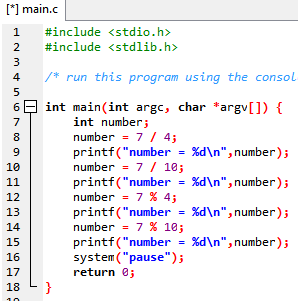 [*] main.c
1 #include <stdio.h>
2 #include <stdlib.h>
3
4 /* run this program using the consol
5
6 int main(int argc, char *argv[]) {
7 int number;
8 number = 7 / 4;
9 printf("number = %d\n",number);
10 number = 7 / 10;
11 printf("number = %d\n",number);
12 number = 7 % 4;
13 printf("number = %d\n",number);
14 number = 7 % 10;
15 printf("number = %d\n",number);
16 system("pause");
17 return 0;
18 }